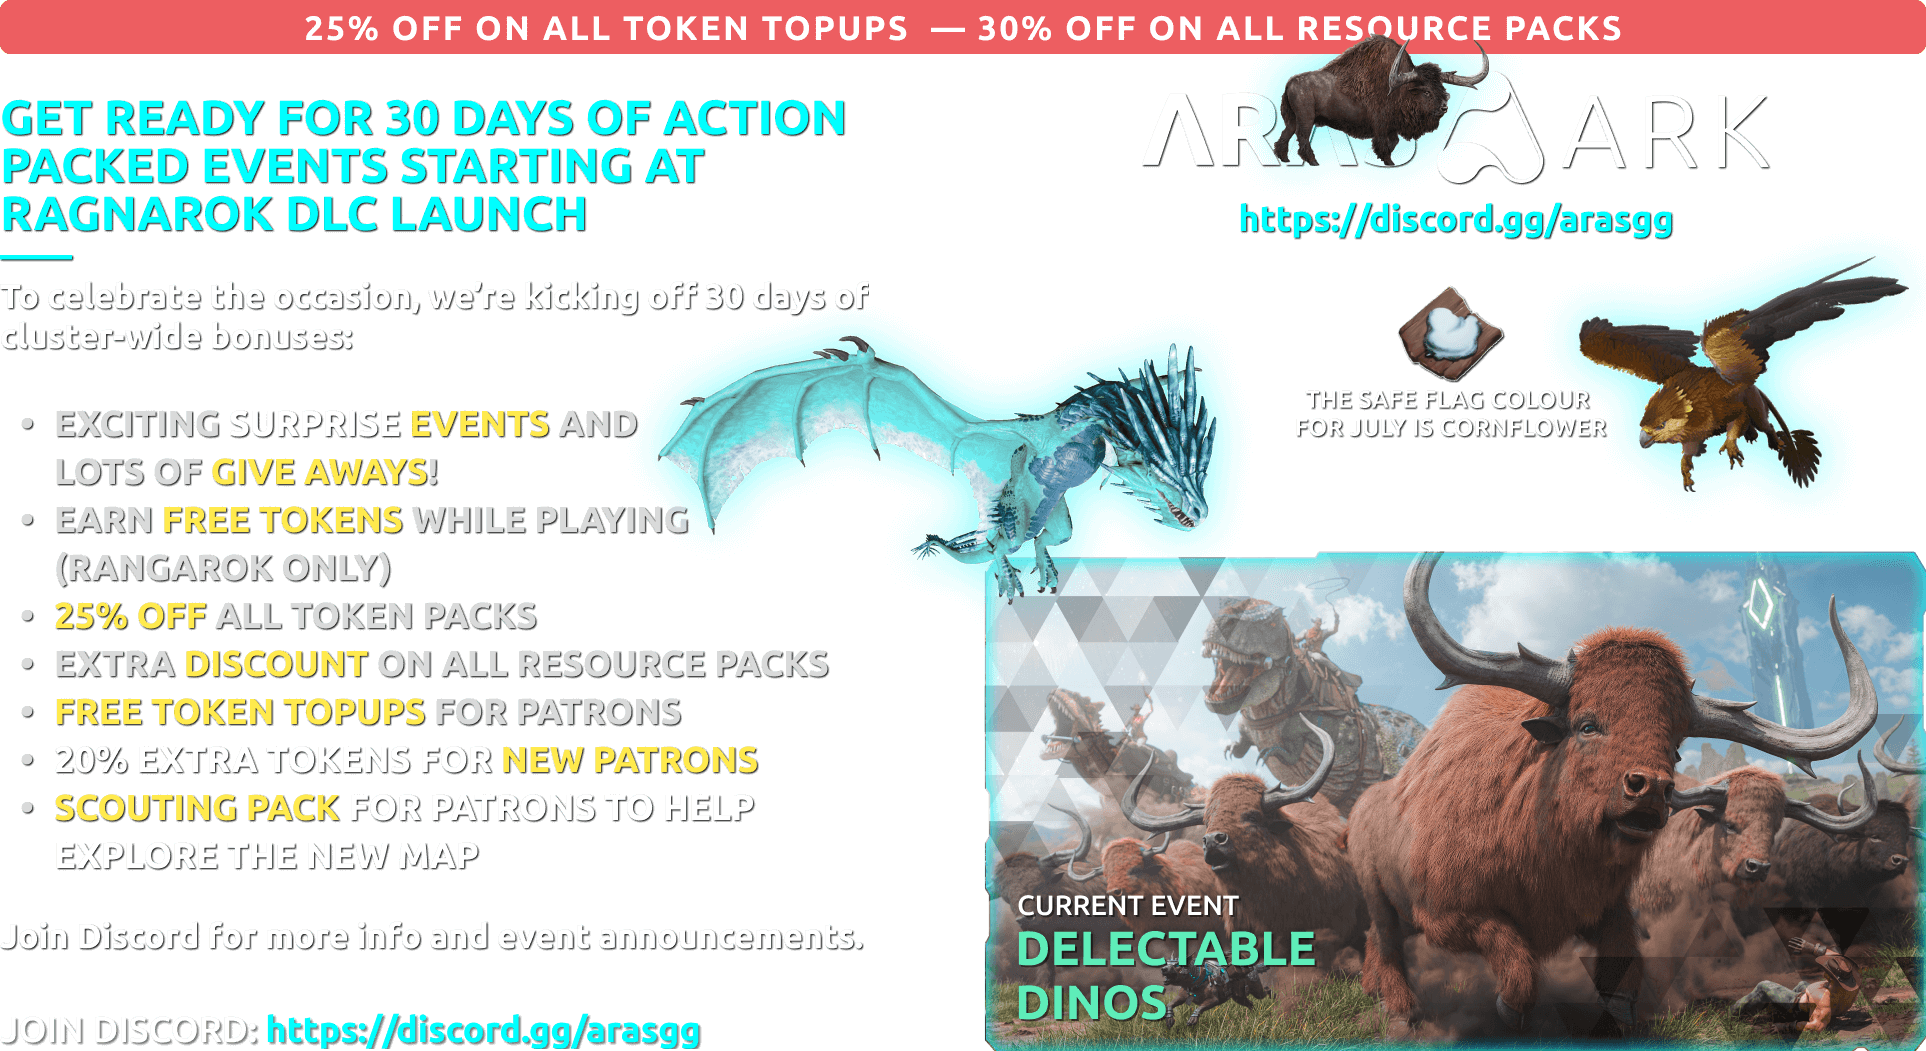 25% OFF ON ALL TOKEN TOPUPS — 30% OFF ON ALL RESOURCE PACKS
GET READY FOR 30 DAYS OF ACTION
PACKED EVENTS STARTING AT
RAGNAROK DLC LAUNCH
To celebrate the occasion, we're kicking off 30 days of
cluster-wide bonuses:
• EXCITING SURPRISE EVENTS AND
LOTS OF GIVE AWAYS!
• EARN FREE TOKENS WHILE PLAYING
(RANGAROK ONLY)
• 25% OFF ALL TOKEN PACKS
• EXTRA DISCOUNT ON ALL RESOURCE PACKS
• FREE TOKEN TOPUPS FOR PATRONS
• 20% EXTRA TOKENS FOR NEW PATRONS
• SCOUTING PACK FOR PATRONS TO HELP
EXPLORE THE NEW MAP
Join Discord for more info and event announcements.
JOIN DISCORD: https://discord.gg/arasgg
ARAS ARK
https://discord.gg/arasgg
THE SAFE FLAG COLOUR
FOR JULY IS CORNFLOWER
CURRENT EVENT
DELECTABLE
DINOS